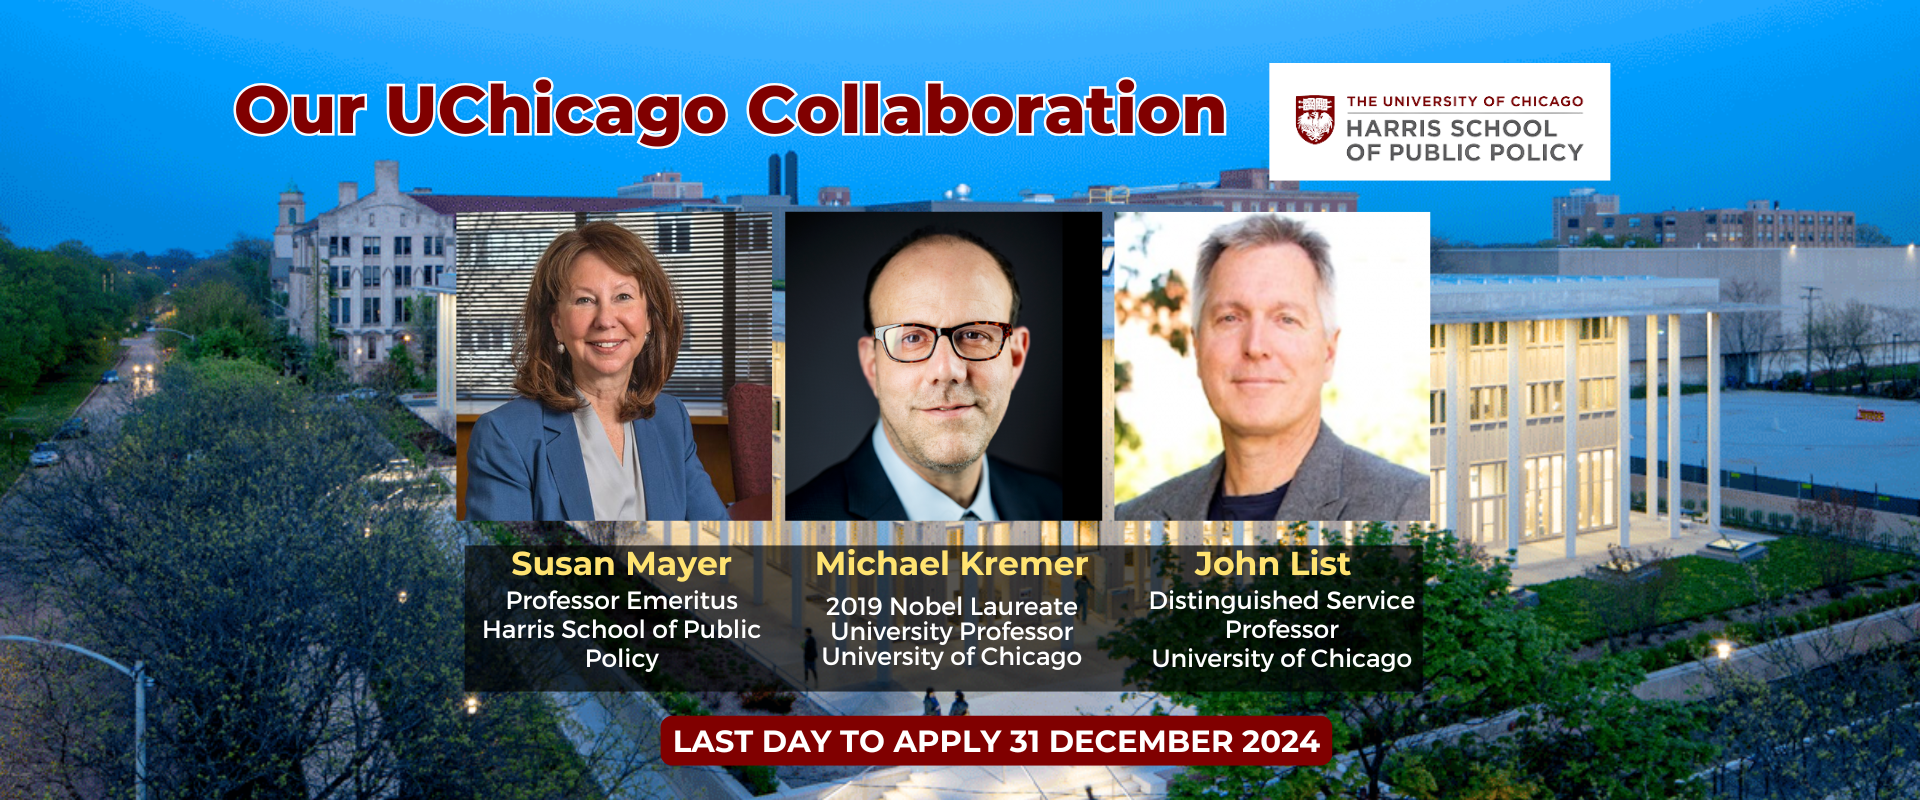 Our UChicago Collaboration
THE UNIVERSITY OF CHICAGO
HARRIS SCHOOL
OF PUBLIC POLICY
Susan Mayer
Professor Emeritus
Harris School of Public
Policy
Michael Kremer
2019 Nobel Laureate
University Professor
University of Chicago
John List
Distinguished Service
Professor
University of Chicago
LAST DAY TO APPLY 31 DECEMBER 2024